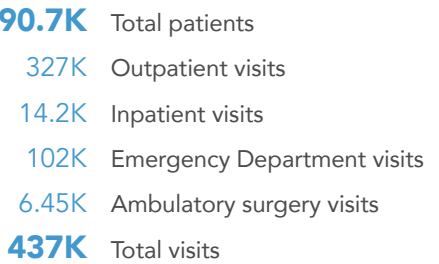 90.7K Total patients
327K Outpatient visits
14.2K Inpatient visits
102K Emergency Department visits
6.45K Ambulatory surgery visits
437K Total visits